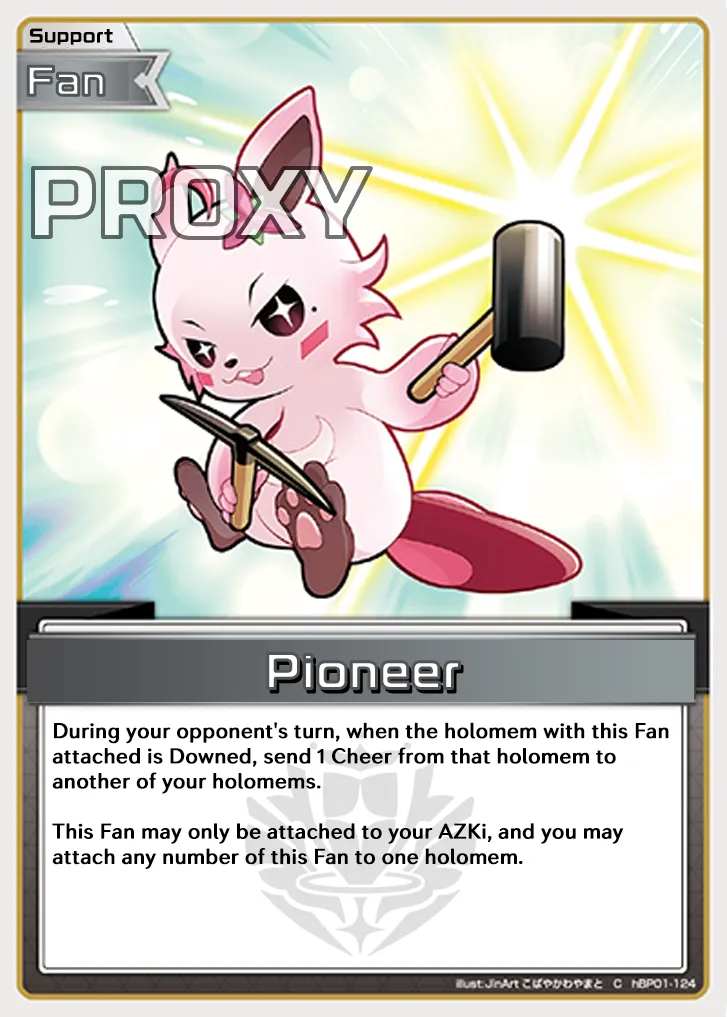 Support
Fan
PROXY
Pioneer
During your opponent's turn, when the holomem with this Fan
attached is Downed, send 1 Cheer from that holomem to
another of your holomems.
This Fan may only be attached to your AZKi, and you may
attach any number of this Fan to one holomem.
illust:JinArt こばやかわやまと C hBP01-124